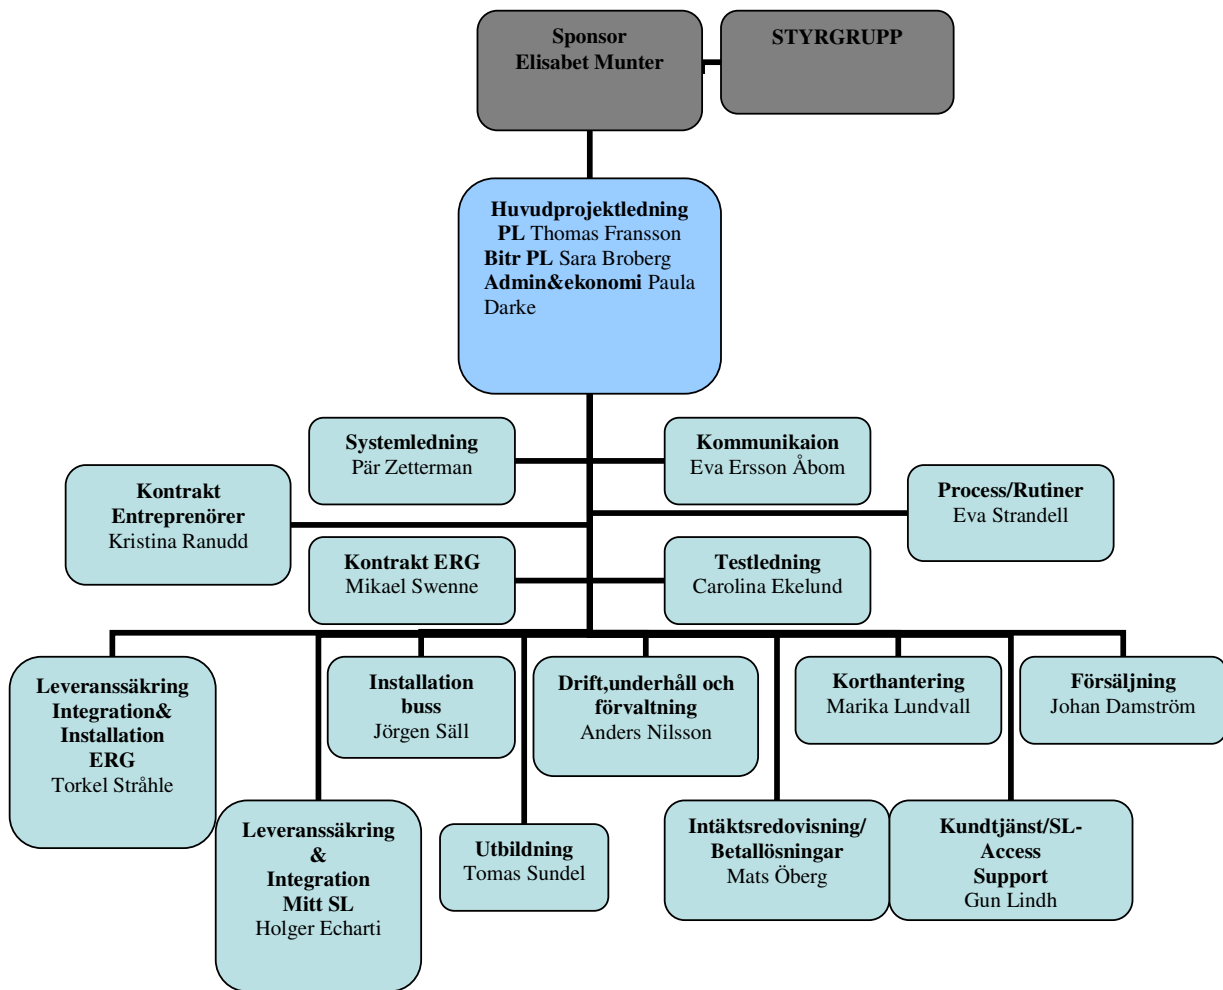 Sponsor
Elisabet Munter
STYRGRUPP
Huvudprojektledning
PL Thomas Fransson
Bitr PL Sara Broberg
Admin&ekonomi Paula
Darke
Systemledning
Pär Zetterman
Kommunikaion
Eva Ersson Åbom
Kontrakt
Entreprenörer
Kristina Ranudd
Process/Rutiner
Eva Strandell
Kontrakt ERG
Mikael Swenne
Testledning
Carolina Ekelund
Leveranssäkring
Integration&
Installation
ERG
Torkel Stråhle
Installation
buss
Jörgen Säll
Drift,underhåll och
förvaltning
Anders Nilsson
Korthantering
Marika Lundvall
Försäljning
Johan Damström
Leveranssäkring
&
Integration
Mitt SL
Holger Echarti
Utbildning
Tomas Sundel
Intäktsredovisning/
Betallösningar
Mats Öberg
Kundtjänst/SL-
Access
Support
Gun Lindh